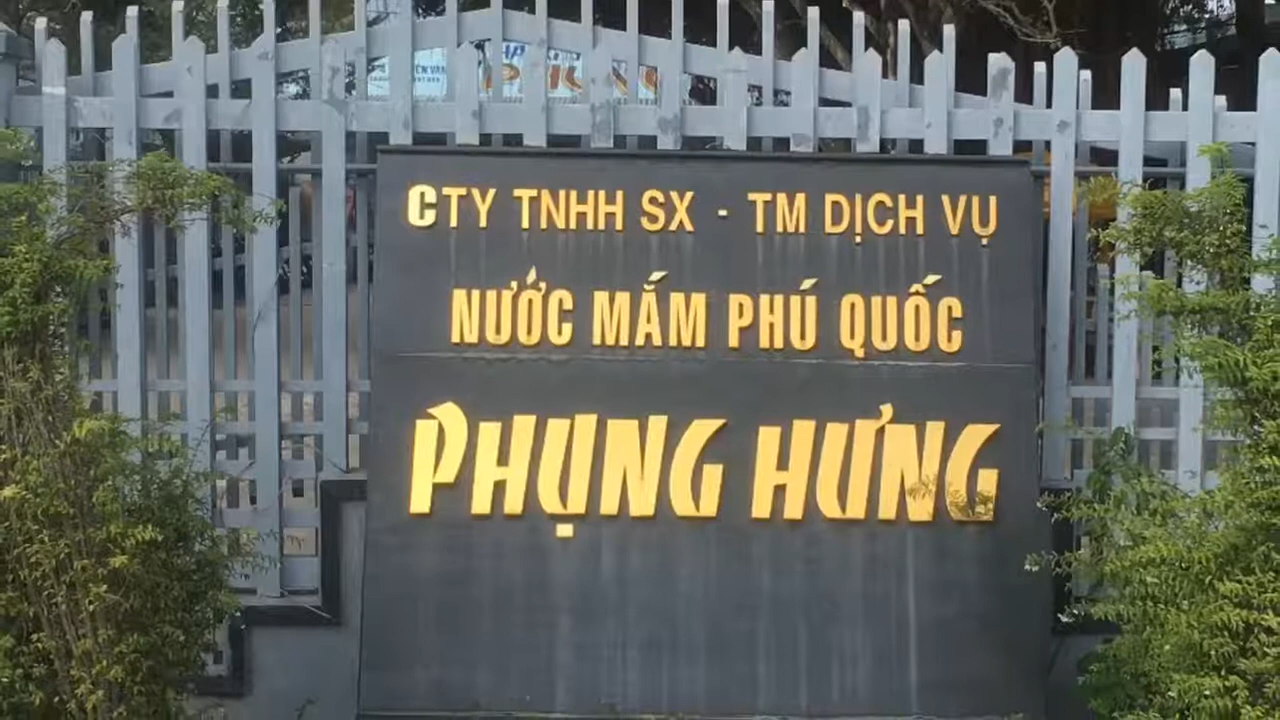 CTY TNHH SX - TM DỊCH VỤ
NƯỚC MẮM PHÚ QUỐC
PHỤNG HƯNG